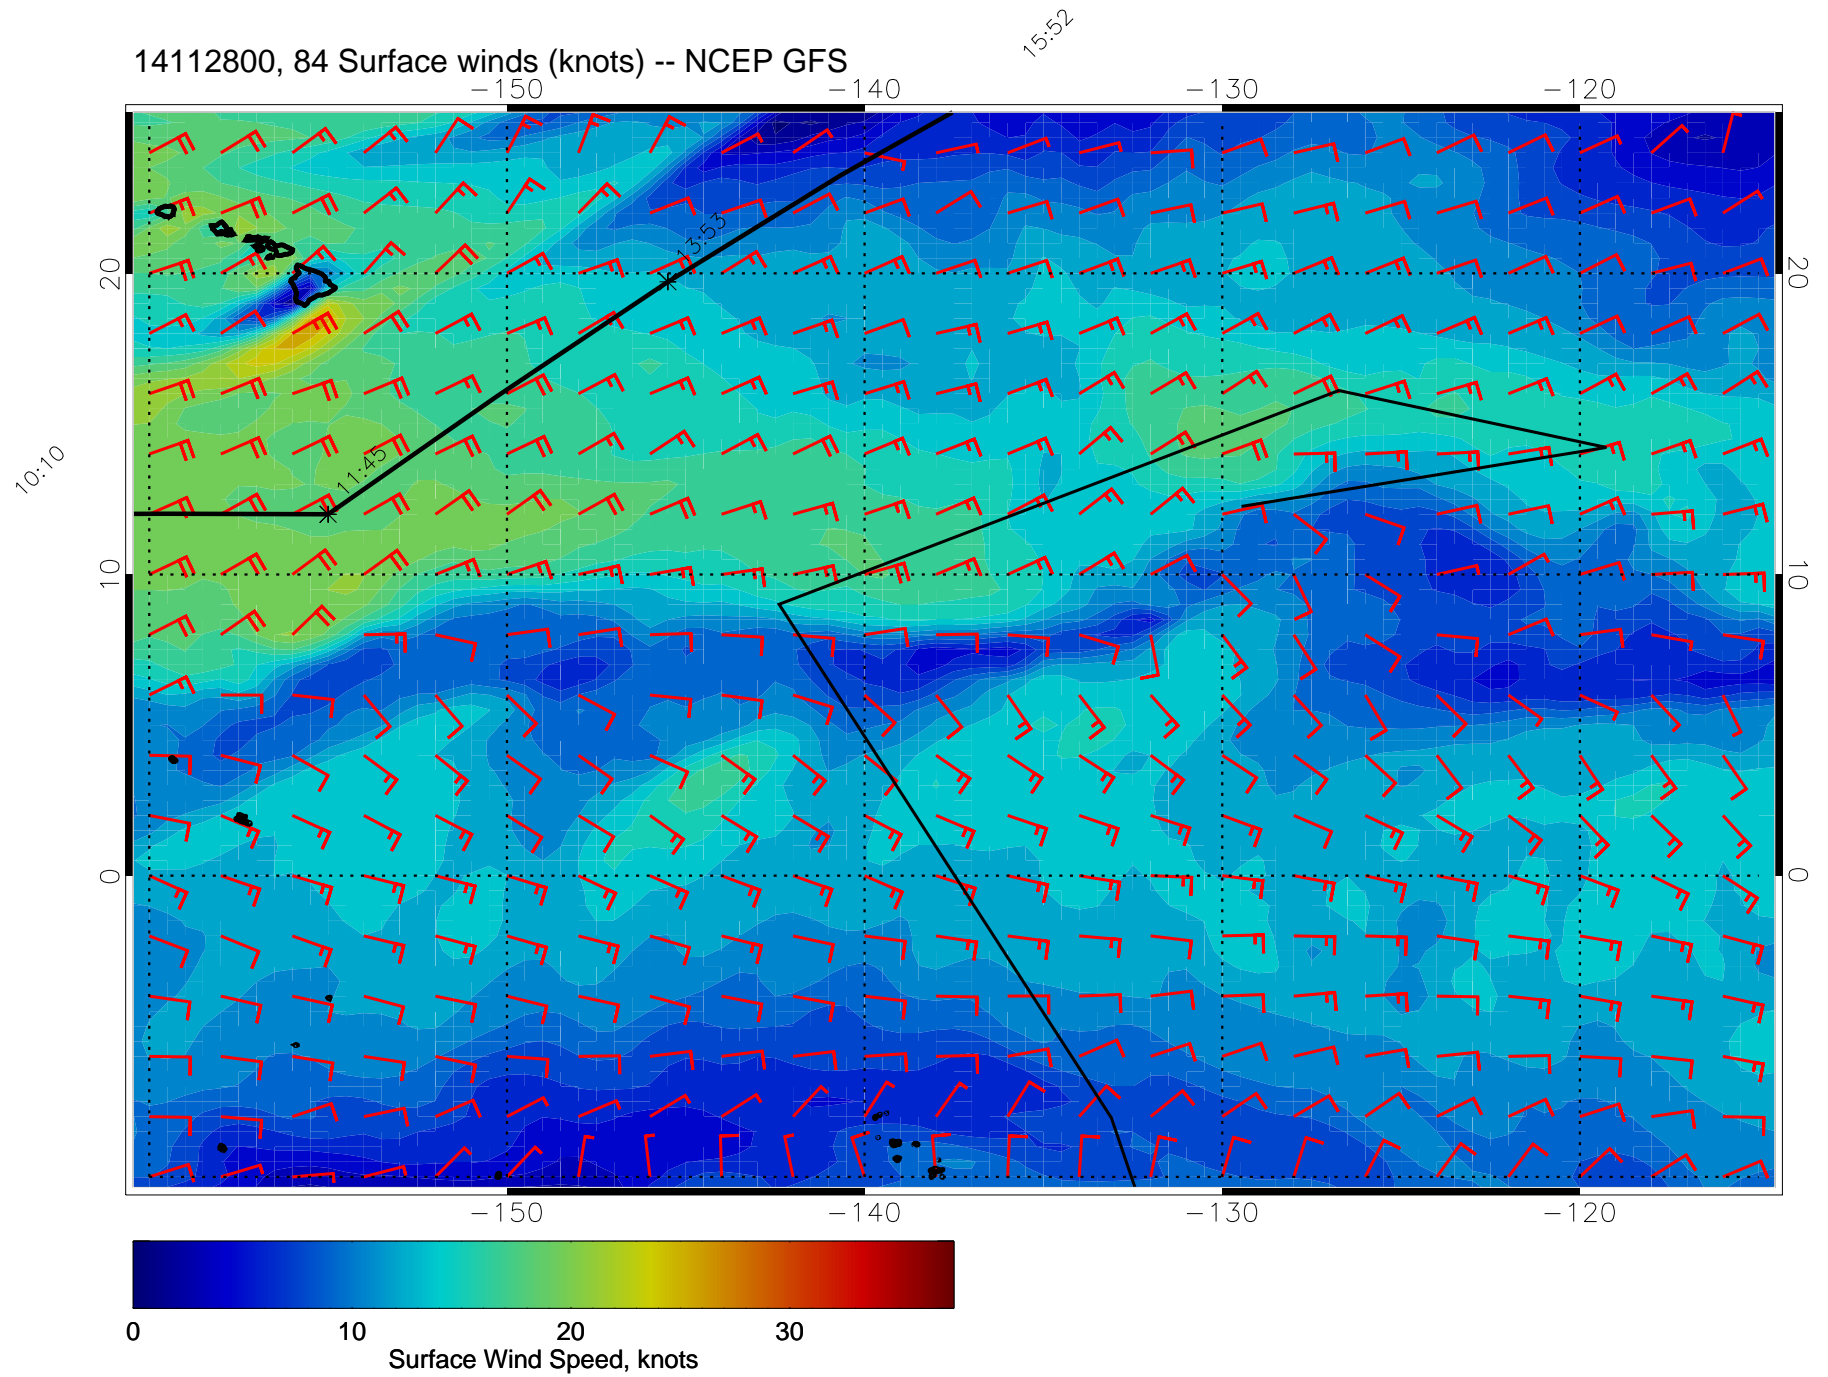 15:52
14112800, 84 Surface winds (knots) -- NCEP GFS
-150 -140 -130 -120
13:53
20 20
11:45
10:10
10 10
0 0
-150 -140 -130 -120
0 10 20 30
Surface Wind Speed, knots